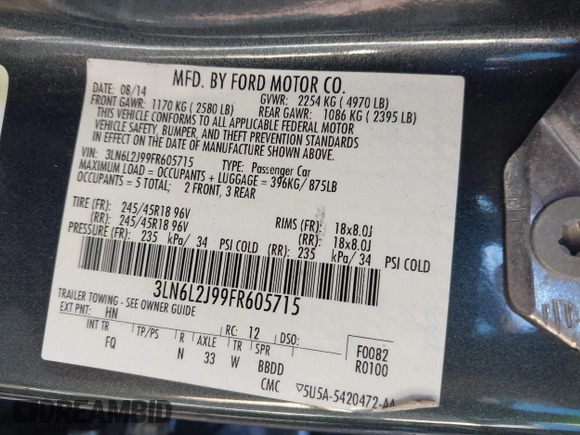 MFD. BY FORD MOTOR CO.
DATE: 08/14 GVWR: 2254 KG ( 4970 LB)
FRONT GAWR: 1170 KG ( 2580 LB) REAR GAWR: 1086 KG ( 2395 LB)
THIS VEHICLE CONFORMS TO ALL APPLICABLE FEDERAL MOTOR
VEHICLE SAFETY, BUMPER, AND THEFT PREVENTION STANDARDS
IN EFFECT ON THE DATE OF MANUFACTURE SHOWN ABOVE.
VIN: 3LN6L2J99FR605715 TYPE: Passenger Car
MAXIMUM LOAD = OCCUPANTS + LUGGAGE = 396KG/ 875LB
OCCUPANTS = 5 TOTAL; 2 FRONT, 3 REAR
TIRE (FR): 245/45R18 96V RIMS (FR): 18x8.0J
(RR): 245/45R18 96V (RR): 18x8.0J
PRESSURE (FR): 235 kPa/ 34 PSI COLD (RR): 235 kPa/ 34 PSI COLD
3LN6L2J99FR605715
TRAILER TOWING - SEE OWNER GUIDE
EXT PNT: HN RC: 12 DSO: F0082
INT TR TP/PS R AXLE TR SPR R0100
FQ N 33 W BBDD
CMC ▽5U5A-5420472-AA
DREAMBID